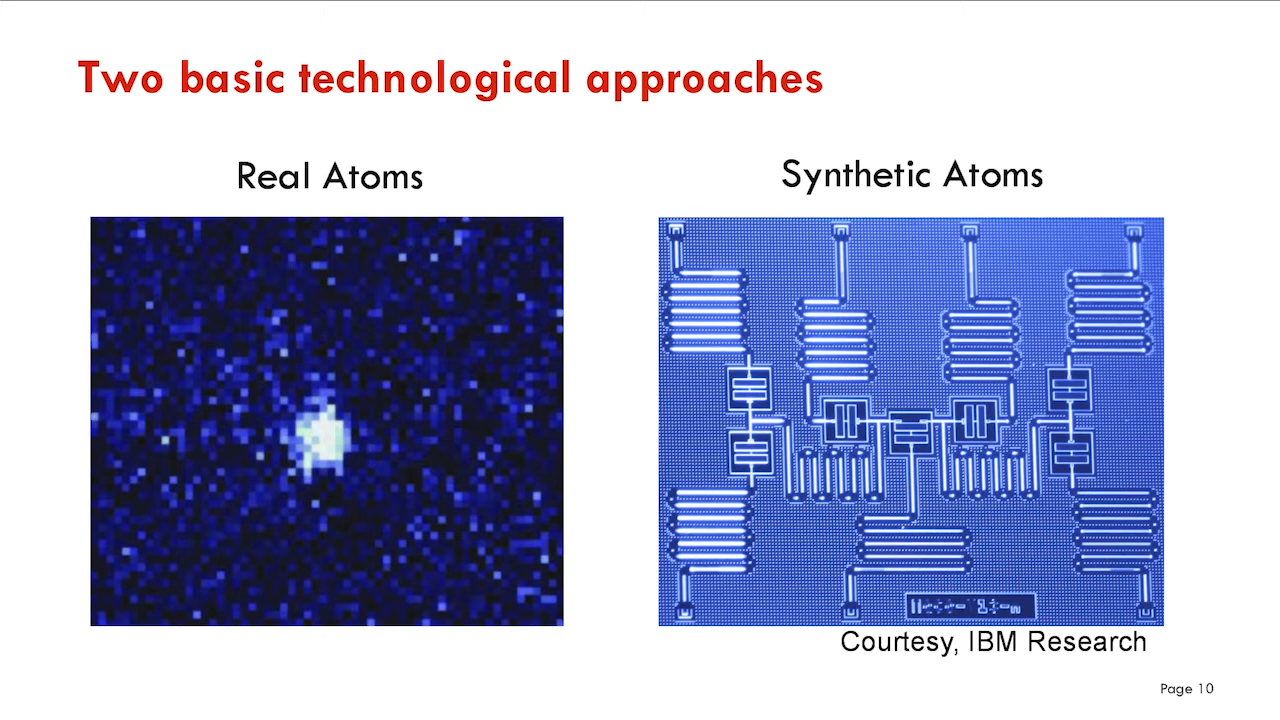 Two basic technological approaches
Real Atoms
Synthetic Atoms
Courtesy, IBM Research
Page 10